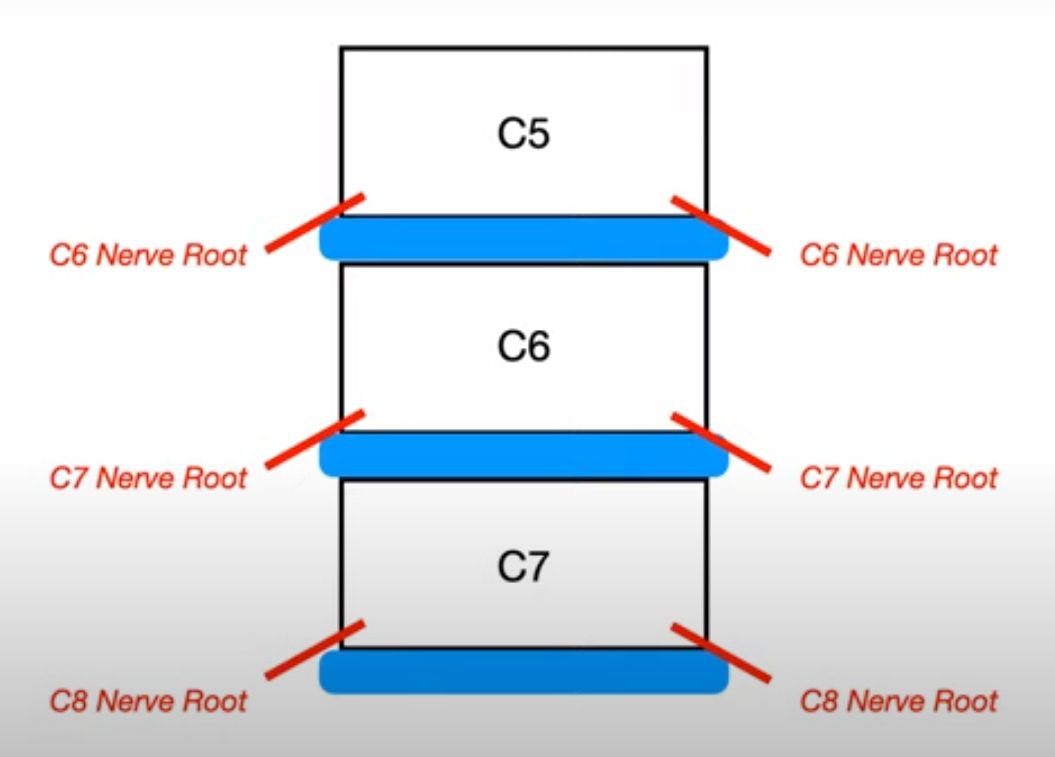 C5
C6 Nerve Root
C6 Nerve Root
C6
C7 Nerve Root
C7 Nerve Root
C7
C8 Nerve Root
C8 Nerve Root